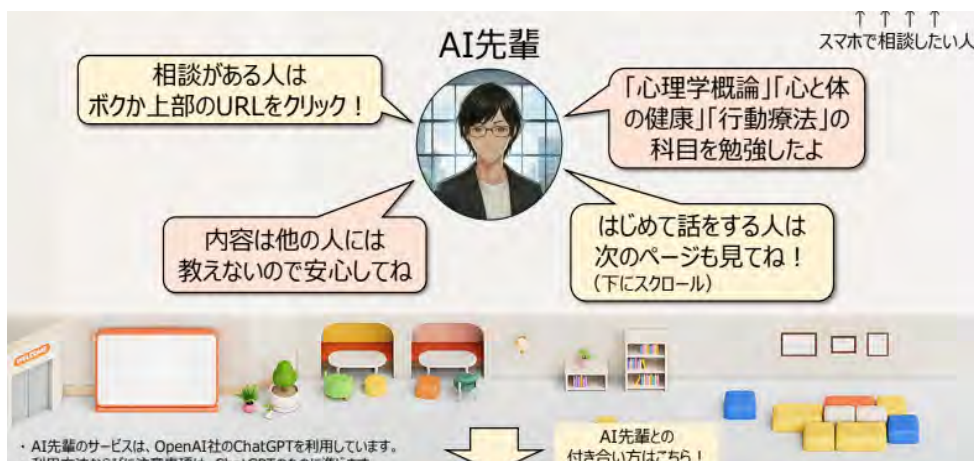 AI先輩
↑ ↑ ↑ ↑
スマホで相談したい人
相談がある人は
ボクか上部のURLをクリック！
「心理学概論」「心と体
の健康」「行動療法」の
科目を勉強したよ
内容は他の人には
教えないので安心してね
はじめて話をする人は
次のページも見てね！
（下にスクロール）
WELCOME
・AI先輩のサービスは、OpenAI社のChatGPTを利用しています。
AI先輩との
付き合い方はこちら！